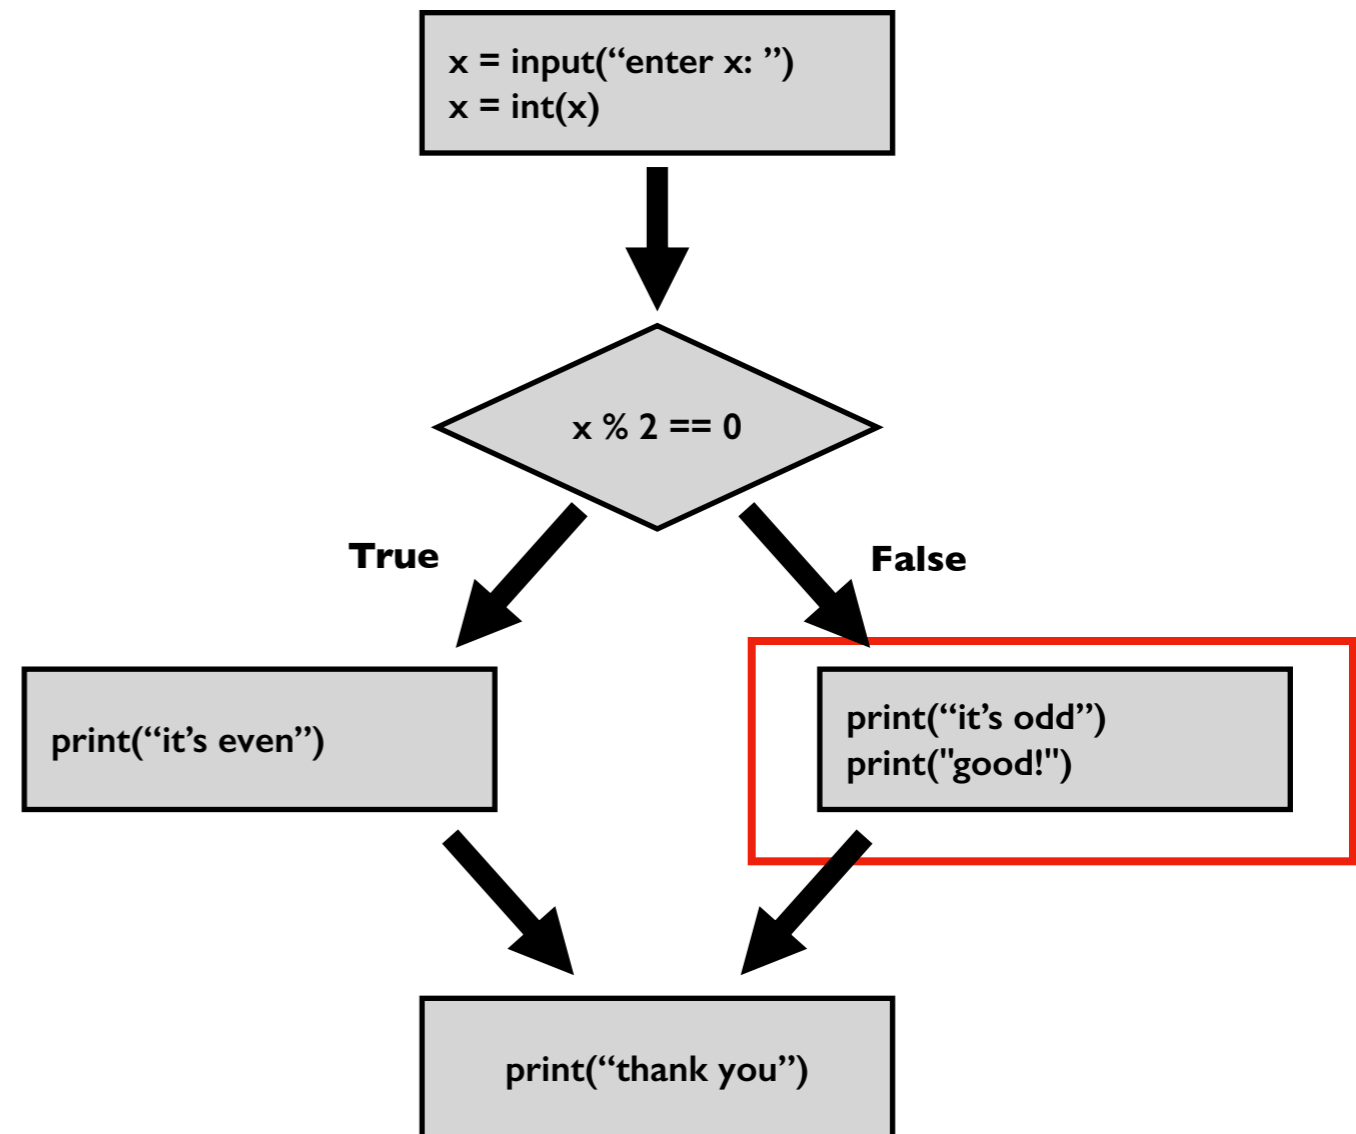 x = input(“enter x: ”)
x = int(x)
x % 2 == 0
True
False
print(“it’s even”)
print(“it’s odd”)
print("good!")
print(“thank you”)